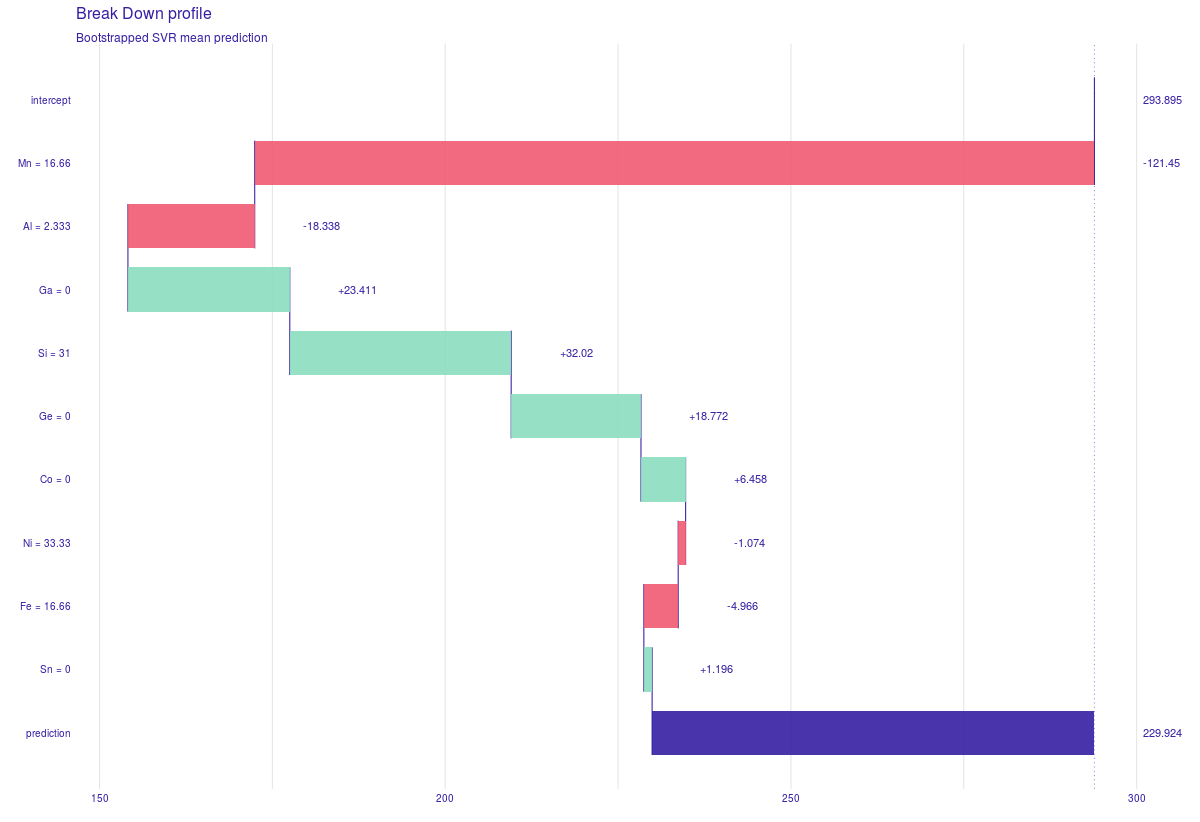 Break Down profile
Bootstrapped SVR mean prediction
intercept 293.895
Mn = 16.66 -121.45
Al = 2.333 -18.338
Ga = 0 +23.411
Si = 31 +32.02
Ge = 0 +18.772
Co = 0 +6.458
Ni = 33.33 -1.074
Fe = 16.66 -4.966
Sn = 0 +1.196
prediction 229.924
150 200 250 300